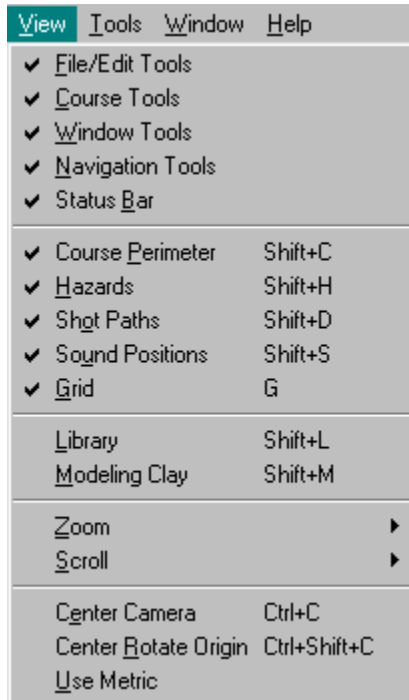 View Tools Window Help
File/Edit Tools
Course Tools
Window Tools
Navigation Tools
Status Bar
Course Perimeter Shift+C
Hazards Shift+H
Shot Paths Shift+D
Sound Positions Shift+S
Grid G
Library Shift+L
Modeling Clay Shift+M
Zoom
Scroll
Center Camera Ctrl+C
Center Rotate Origin Ctrl+Shift+C
Use Metric